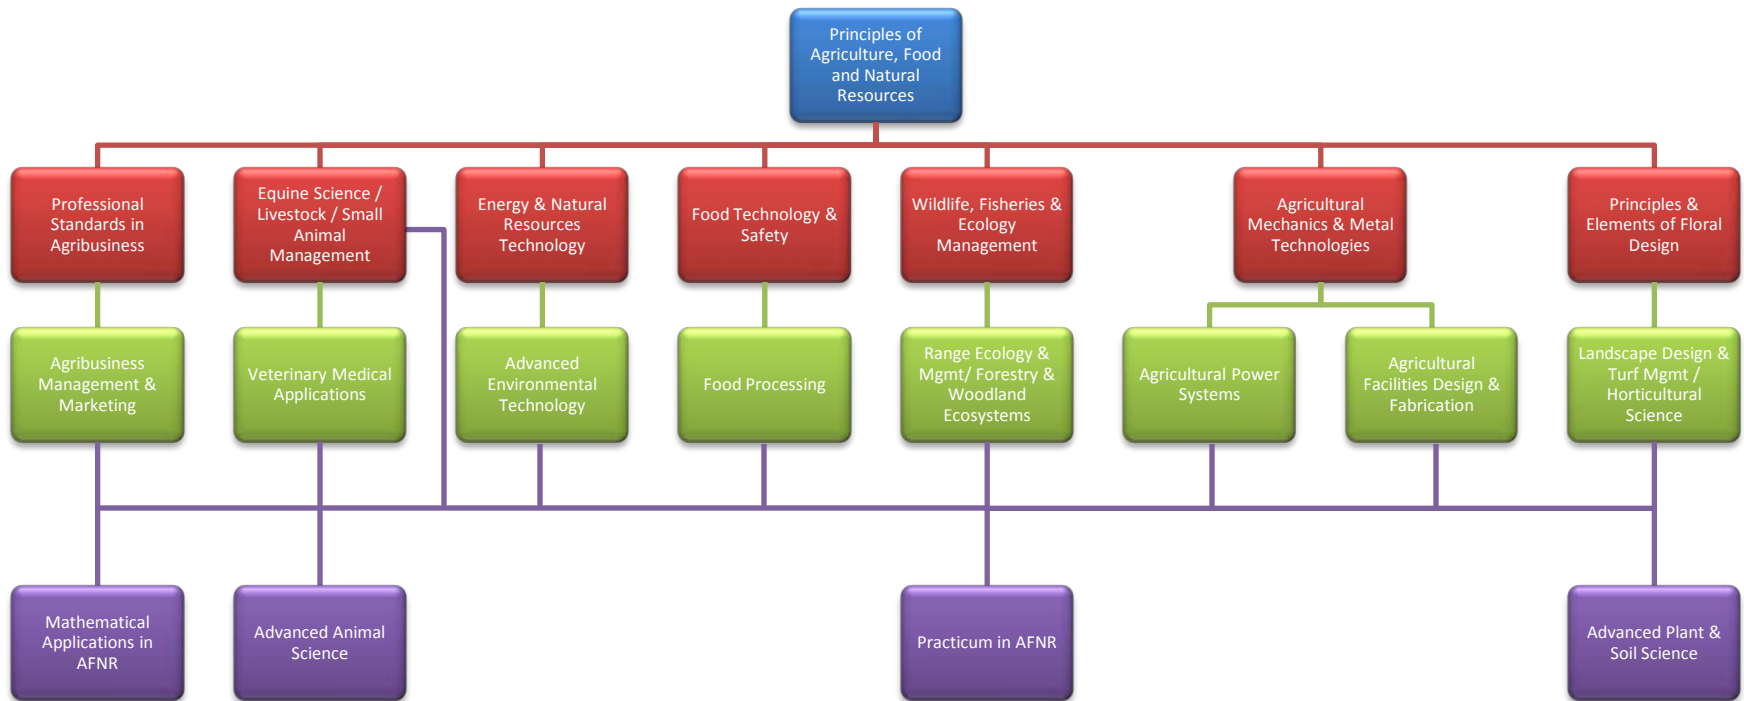 Principles of
Agriculture, Food
and Natural
Resources
Professional
Standards in
Agribusiness
Equine Science /
Livestock / Small
Animal
Management
Energy & Natural
Resources
Technology
Food Technology &
Safety
Wildlife, Fisheries &
Ecology
Management
Agricultural
Mechanics & Metal
Technologies
Principles &
Elements of Floral
Design
Agribusiness
Management &
Marketing
Veterinary Medical
Applications
Advanced
Environmental
Technology
Food Processing
Range Ecology &
Mgmt/ Forestry &
Woodland
Ecosystems
Agricultural Power
Systems
Agricultural
Facilities Design &
Fabrication
Landscape Design &
Turf Mgmt /
Horticultural
Science
Mathematical
Applications in
AFNR
Advanced Animal
Science
Practicum in AFNR
Advanced Plant &
Soil Science